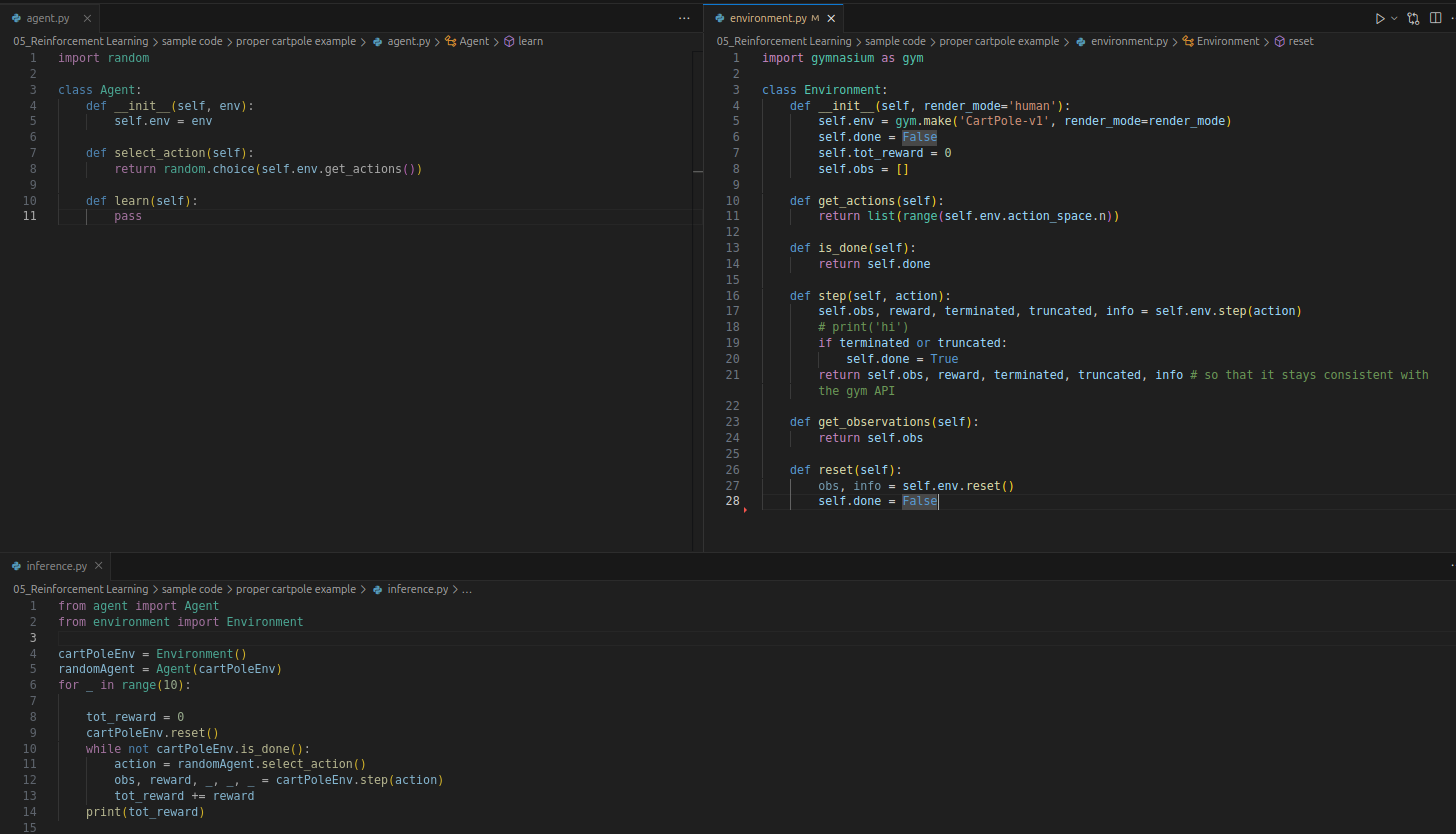 agent.py
05_Reinforcement Learning > sample code > proper cartpole example > agent.py > Agent > learn
1 import random
2
3 class Agent:
4     def __init__(self, env):
5         self.env = env
6
7     def select_action(self):
8         return random.choice(self.env.get_actions())
9
10     def learn(self):
11         pass
environment.py M
05_Reinforcement Learning > sample code > proper cartpole example > environment.py > Environment > reset
1 import gymnasium as gym
2
3 class Environment:
4     def __init__(self, render_mode='human'):
5         self.env = gym.make('CartPole-v1', render_mode=render_mode)
6         self.done = False
7         self.tot_reward = 0
8         self.obs = []
9
10     def get_actions(self):
11         return list(range(self.env.action_space.n))
12
13     def is_done(self):
14         return self.done
15
16     def step(self, action):
17         self.obs, reward, terminated, truncated, info = self.env.step(action)
18         # print('hi')
19         if terminated or truncated:
20             self.done = True
21         return self.obs, reward, terminated, truncated, info # so that it stays consistent with
the gym API
22
23     def get_observations(self):
24         return self.obs
25
26     def reset(self):
27         obs, info = self.env.reset()
28         self.done = False
inference.py
05_Reinforcement Learning > sample code > proper cartpole example > inference.py > ...
1 from agent import Agent
2 from environment import Environment
3
4 cartPoleEnv = Environment()
5 randomAgent = Agent(cartPoleEnv)
6 for _ in range(10):
7
8     tot_reward = 0
9     cartPoleEnv.reset()
10     while not cartPoleEnv.is_done():
11         action = randomAgent.select_action()
12         obs, reward, _, _, _ = cartPoleEnv.step(action)
13         tot_reward += reward
14     print(tot_reward)
15